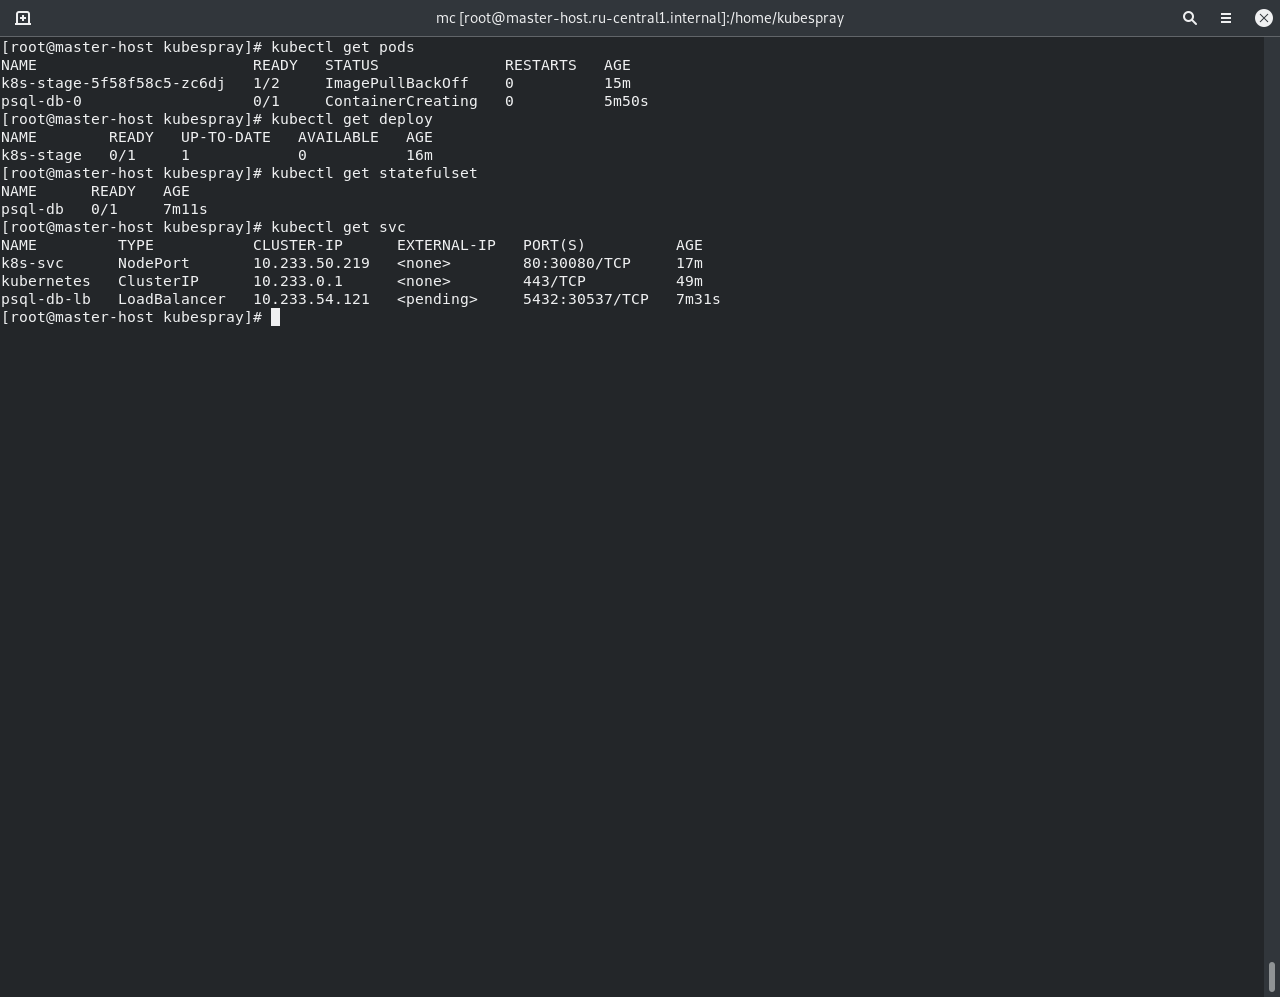 mc [root@master-host.ru-central1.internal]:/home/kubespray
[root@master-host kubespray]# kubectl get pods
NAME                        READY   STATUS              RESTARTS   AGE
k8s-stage-5f58f58c5-zc6dj   1/2     ImagePullBackOff    0          15m
psql-db-0                   0/1     ContainerCreating   0          5m50s
[root@master-host kubespray]# kubectl get deploy
NAME        READY   UP-TO-DATE   AVAILABLE   AGE
k8s-stage   0/1     1            0           16m
[root@master-host kubespray]# kubectl get statefulset
NAME      READY   AGE
psql-db   0/1     7m11s
[root@master-host kubespray]# kubectl get svc
NAME         TYPE           CLUSTER-IP      EXTERNAL-IP   PORT(S)          AGE
k8s-svc      NodePort       10.233.50.219   <none>        80:30080/TCP     17m
kubernetes   ClusterIP      10.233.0.1      <none>        443/TCP          49m
psql-db-lb   LoadBalancer   10.233.54.121   <pending>     5432:30537/TCP   7m31s
[root@master-host kubespray]#